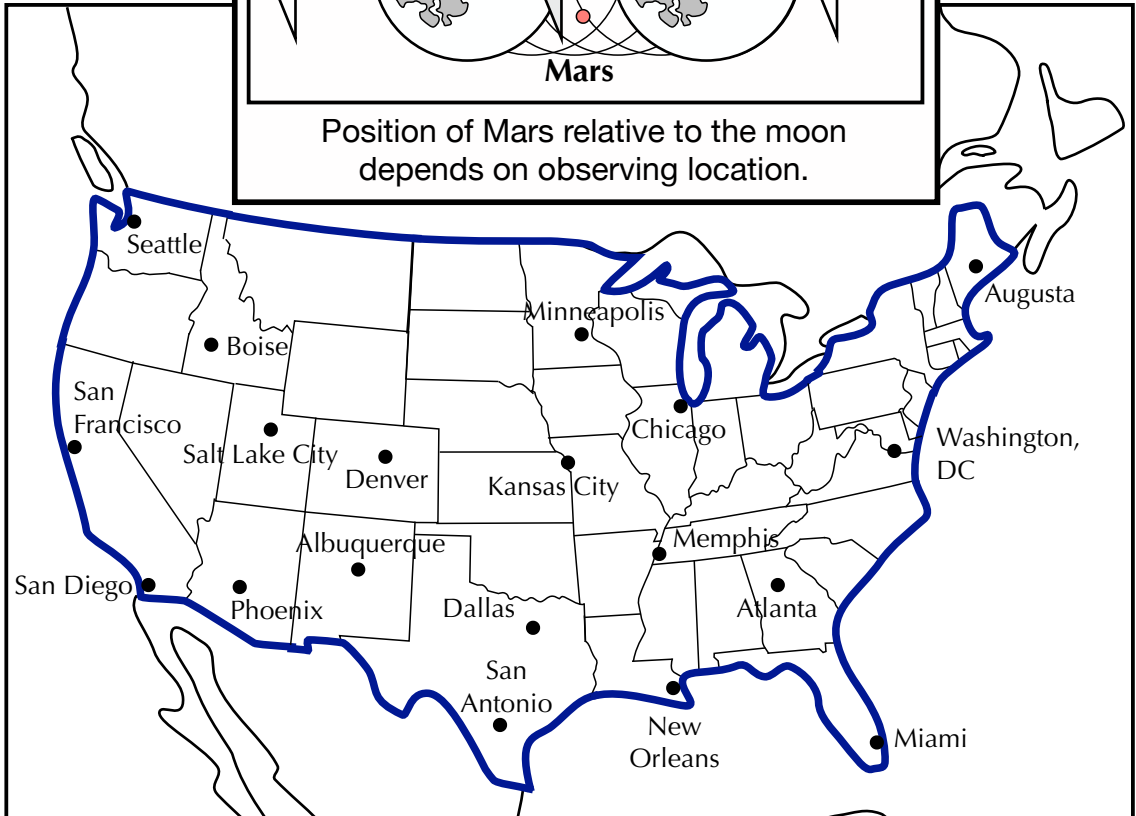 Mars
Position of Mars relative to the moon
depends on observing location.
Seattle
Augusta
Minneapolis
Boise
San
Francisco
Chicago
Washington,
DC
Salt Lake City
Denver
Kansas City
Albuquerque
Memphis
San Diego
Phoenix
Dallas
Atlanta
San
Antonio
New
Orleans
Miami